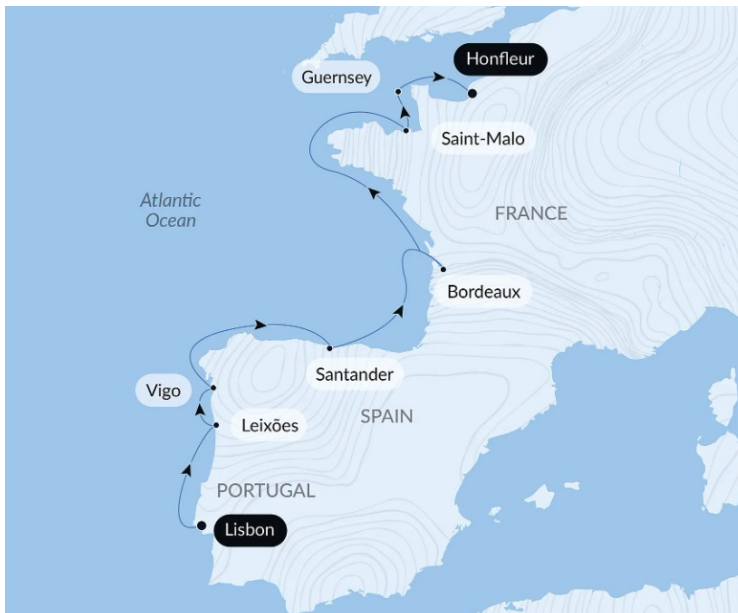 Honfleur
Guernsey
Saint-Malo
Atlantic
Ocean
FRANCE
Bordeaux
Santander
Vigo
SPAIN
Leixões
PORTUGAL
Lisbon